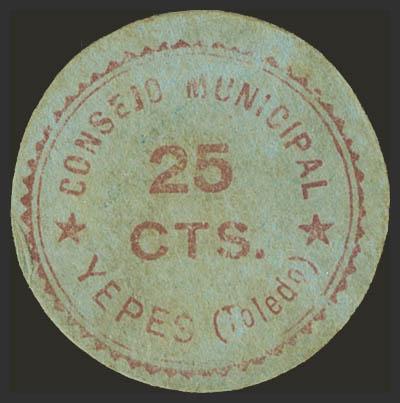 CONSEJO MUNICIPAL
25
CTS.
YEPES (Toledo)